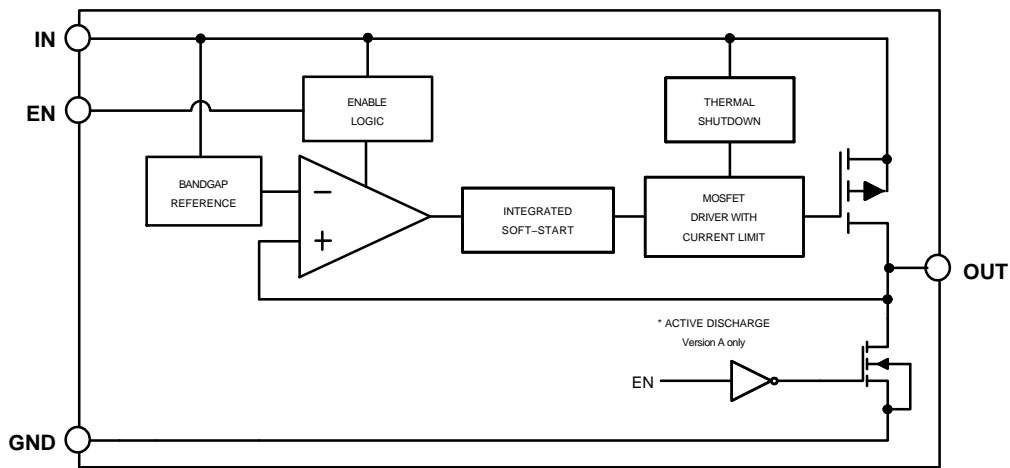 IN
EN
ENABLE
LOGIC
THERMAL
SHUTDOWN
BANDGAP
REFERENCE
−
+
INTEGRATED
SOFT−START
MOSFET
DRIVER WITH
CURRENT LIMIT
OUT
* ACTIVE DISCHARGE
Version A only
EN
GND